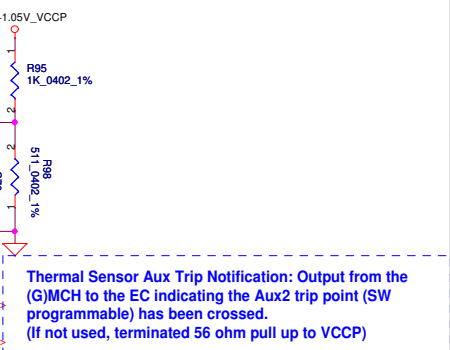 1.05V_VCCP
1
R95
1K_0402_1%
2
2
R98
511_0402_1%
1
Thermal Sensor Aux Trip Notification: Output from the
(G)MCH to the EC indicating the Aux2 trip point (SW
programmable) has been crossed.
(If not used, terminated 56 ohm pull up to VCCP)